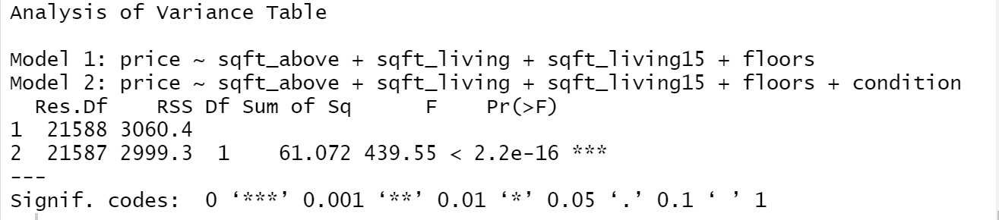 Analysis of Variance Table
Model 1: price ~ sqft_above + sqft_living + sqft_living15 + floors
Model 2: price ~ sqft_above + sqft_living + sqft_living15 + floors + condition
  Res.Df    RSS Df Sum of Sq      F    Pr(>F)
1  21588 3060.4
2  21587 2999.3  1    61.072 439.55 < 2.2e-16 ***
---
Signif. codes:  0 ‘***’ 0.001 ‘**’ 0.01 ‘*’ 0.05 ‘.’ 0.1 ‘ ’ 1